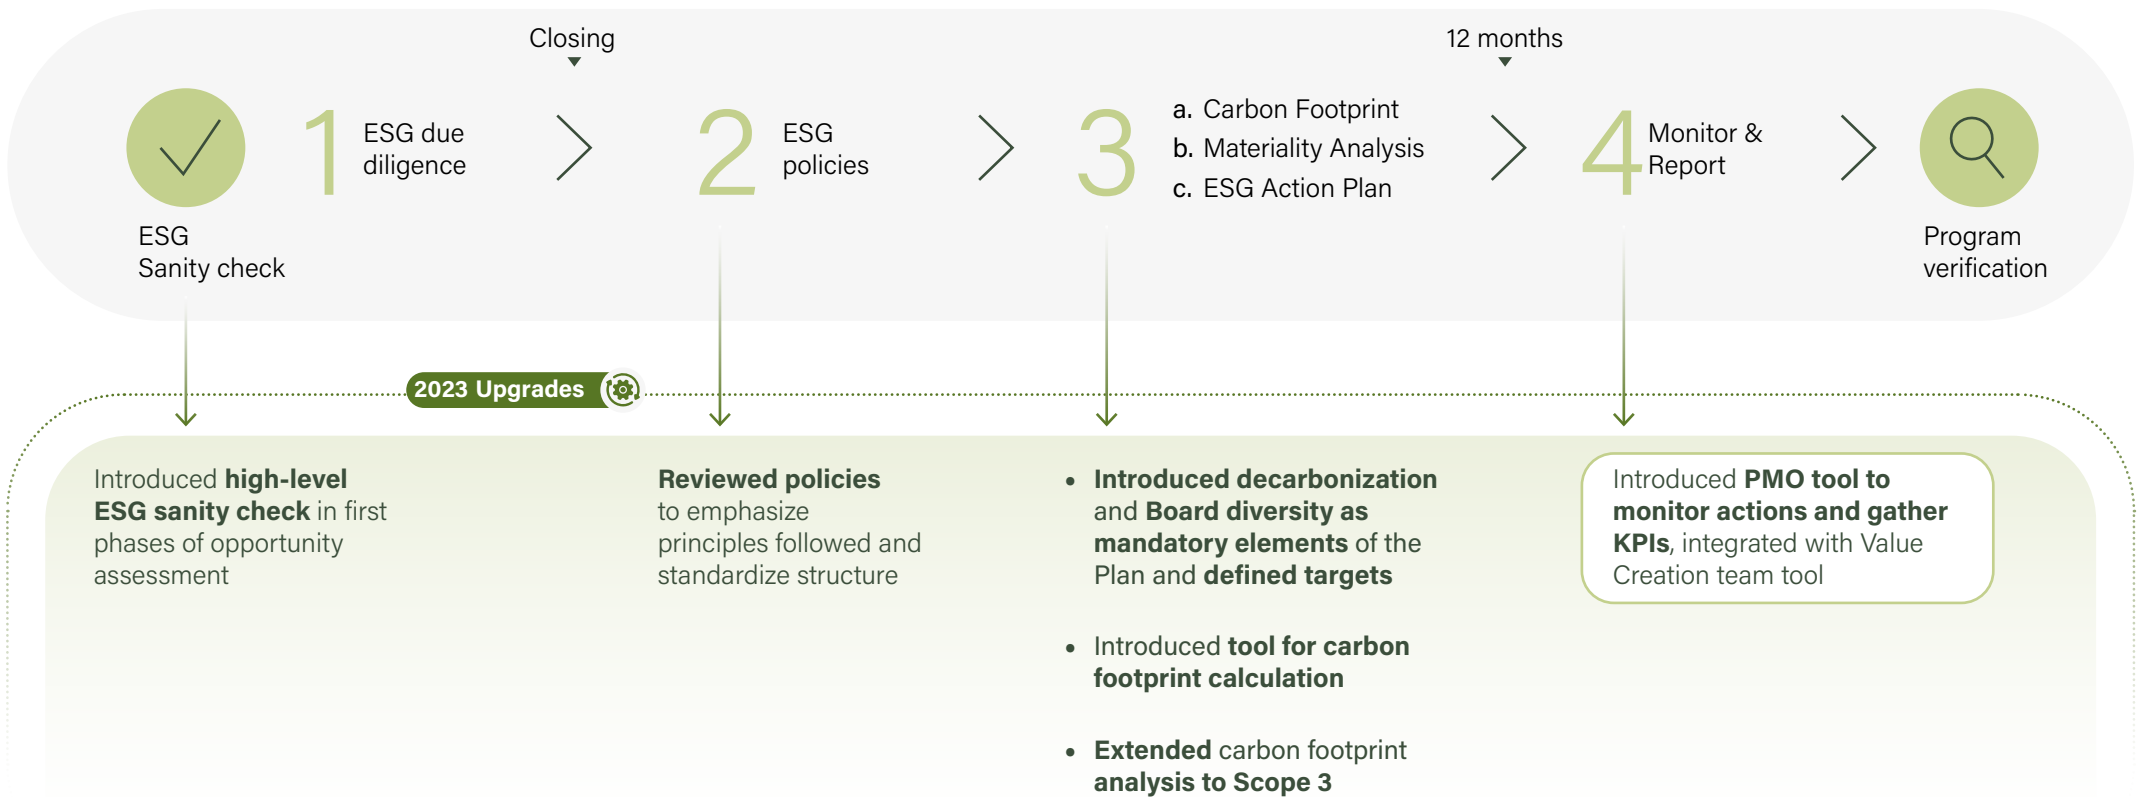 Closing
12 months
ESG
Sanity check
1
ESG due
diligence
2
ESG
policies
3
a. Carbon Footprint
b. Materiality Analysis
c. ESG Action Plan
4
Monitor &
Report
Program
verification
2023 Upgrades
Introduced high-level
ESG sanity check in first
phases of opportunity
assessment
Reviewed policies
to emphasize
principles followed and
standardize structure
• Introduced decarbonization
and Board diversity as
mandatory elements of the
Plan and defined targets
• Introduced tool for carbon
footprint calculation
• Extended carbon footprint
analysis to Scope 3
Introduced PMO tool to
monitor actions and gather
KPIs, integrated with Value
Creation team tool